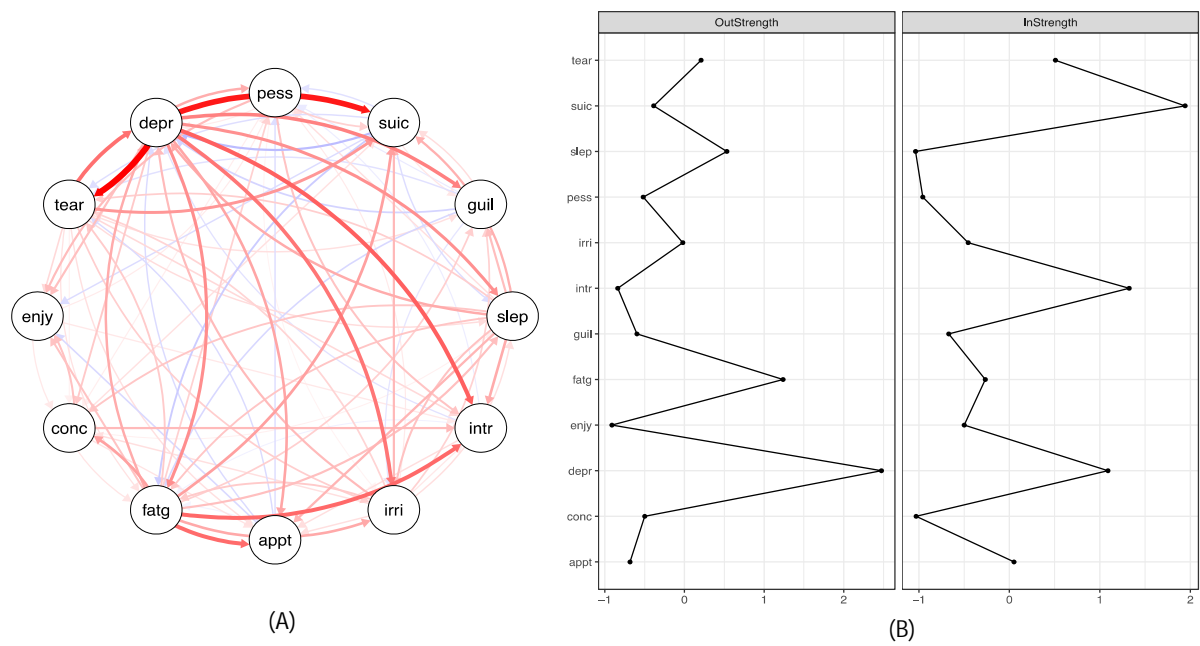 pess
depr
suic
tear
guil
enjy
slep
conc
intr
fatg
irri
appt
(A)
OutStrength
InStrength
tear
suic
slep
pess
irri
intr
guil
fatg
enjy
depr
conc
appt
−1 0 1 2
−1 0 1 2
(B)